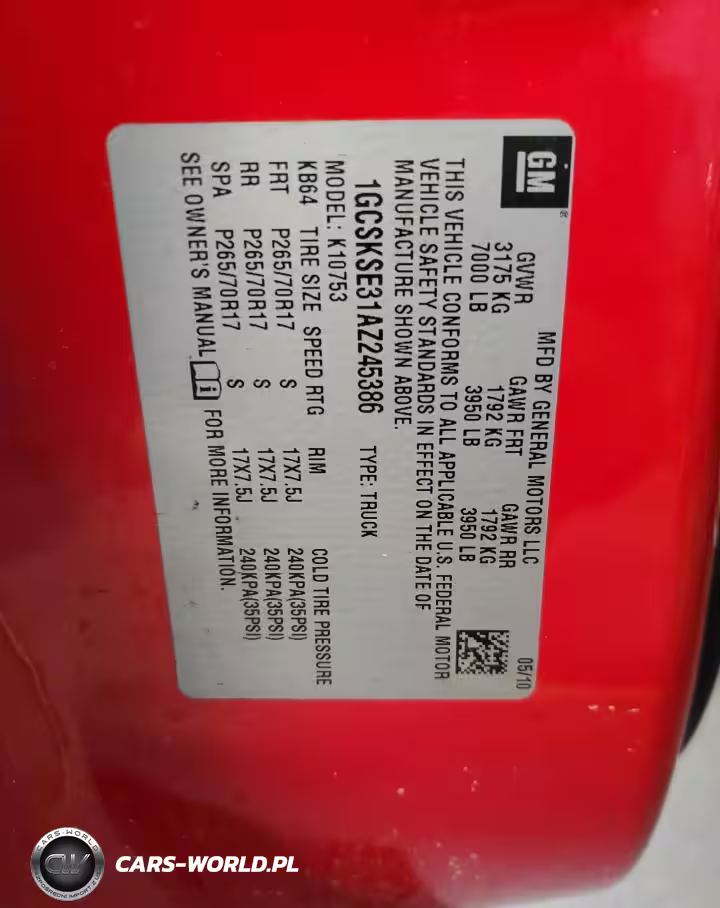 GM
MFD BY GENERAL MOTORS LLC 05/10
GVWR GAWR FRT GAWR RR
3175 KG 1792 KG 1792 KG
7000 LB 3950 LB 3950 LB
THIS VEHICLE CONFORMS TO ALL APPLICABLE U.S. FEDERAL MOTOR
VEHICLE SAFETY STANDARDS IN EFFECT ON THE DATE OF
MANUFACTURE SHOWN ABOVE.
1GCSKSE31AZ245386 TYPE: TRUCK
MODEL: K10753
KB64 TIRE SIZE SPEED RTG RIM COLD TIRE PRESSURE
FRT P265/70R17 S 17X7.5J 240KPA(35PSI)
RR P265/70R17 S 17X7.5J 240KPA(35PSI)
SPA P265/70R17 S 17X7.5J 240KPA(35PSI)
SEE OWNER'S MANUAL FOR MORE INFORMATION.
CARS-WORLD
CW
CARS-WORLD.PL